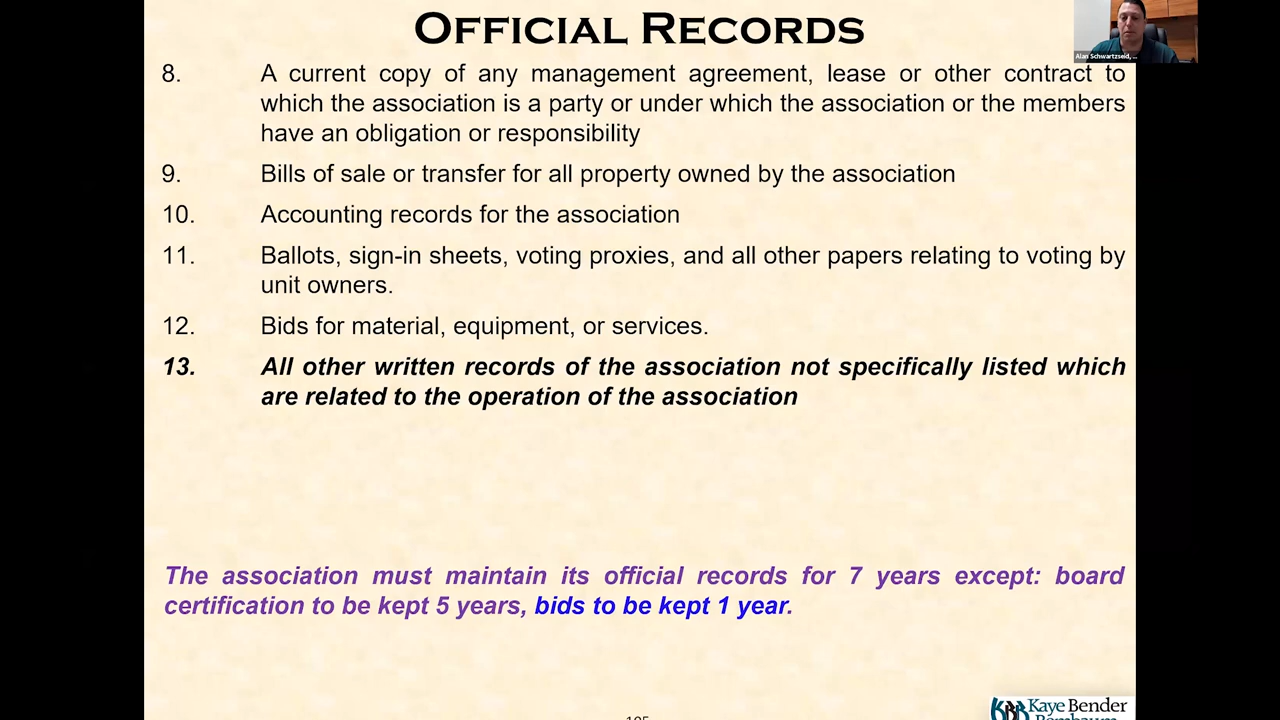 OFFICIAL RECORDS
Alan Schwartzseid, ...
8. A current copy of any management agreement, lease or other contract to
which the association is a party or under which the association or the members
have an obligation or responsibility
9. Bills of sale or transfer for all property owned by the association
10. Accounting records for the association
11. Ballots, sign-in sheets, voting proxies, and all other papers relating to voting by
unit owners.
12. Bids for material, equipment, or services.
13. All other written records of the association not specifically listed which
are related to the operation of the association
The association must maintain its official records for 7 years except: board
certification to be kept 5 years, bids to be kept 1 year.
KBR Kaye Bender